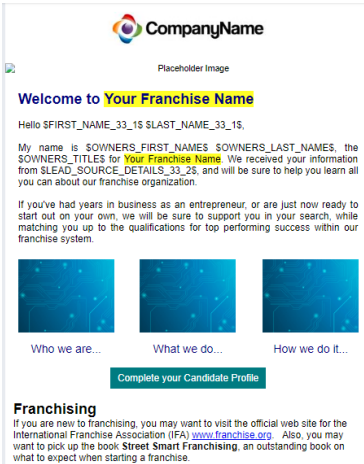 CompanyName
Placeholder Image
Welcome to Your Franchise Name
Hello $FIRST_NAME_33_1$ $LAST_NAME_33_1$,
My name is $OWNERS_FIRST_NAME$ $OWNERS_LAST_NAME$, the
$OWNERS_TITLE$ for Your Franchise Name. We received your information
from $LEAD_SOURCE_DETAILS_33_2$, and will be sure to help you learn all
you can about our franchise organization.
If you've had years in business as an entrepreneur, or are just now ready to
start out on your own, we will be sure to support you in your search, while
matching you up to the qualifications for top performing success within our
franchise system.
Who we are... What we do... How we do it...
Complete your Candidate Profile
Franchising
If you are new to franchising, you may want to visit the official web site for the
International Franchise Association (IFA) www.franchise.org. Also, you may
want to pick up the book Street Smart Franchising, an outstanding book on
what to expect when starting a franchise.